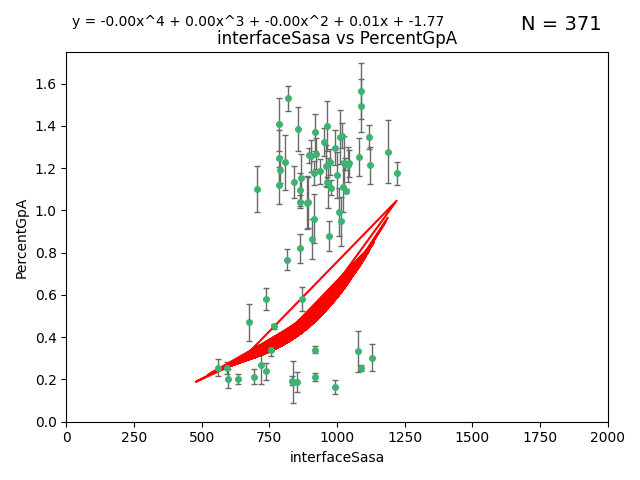 y = -0.00x^4 + 0.00x^3 + -0.00x^2 + 0.01x + -1.77
N = 371
interfaceSasa vs PercentGpA
PercentGpA
1.6
1.4
1.2
1.0
0.8
0.6
0.4
0.2
0.0
0 250 500 750 1000 1250 1500 1750 2000
interfaceSasa